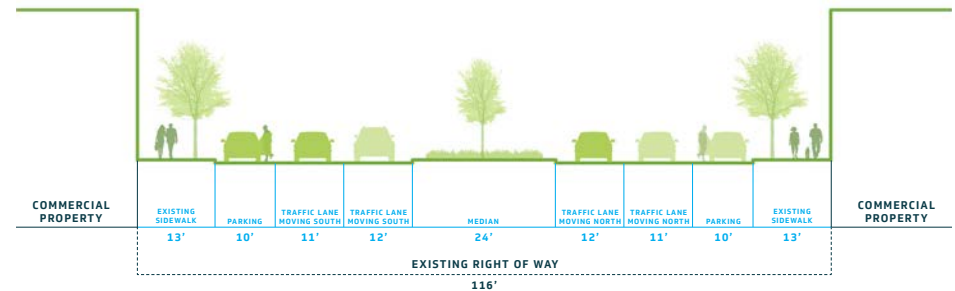 COMMERCIAL
PROPERTY
EXISTING
SIDEWALK
PARKING
TRAFFIC LANE
MOVING SOUTH
TRAFFIC LANE
MOVING SOUTH
MEDIAN
TRAFFIC LANE
MOVING NORTH
TRAFFIC LANE
MOVING NORTH
PARKING
EXISTING
SIDEWALK
COMMERCIAL
PROPERTY
13’ 10’ 11’ 12’ 24’ 12’ 11’ 10’ 13’
EXISTING RIGHT OF WAY
116’